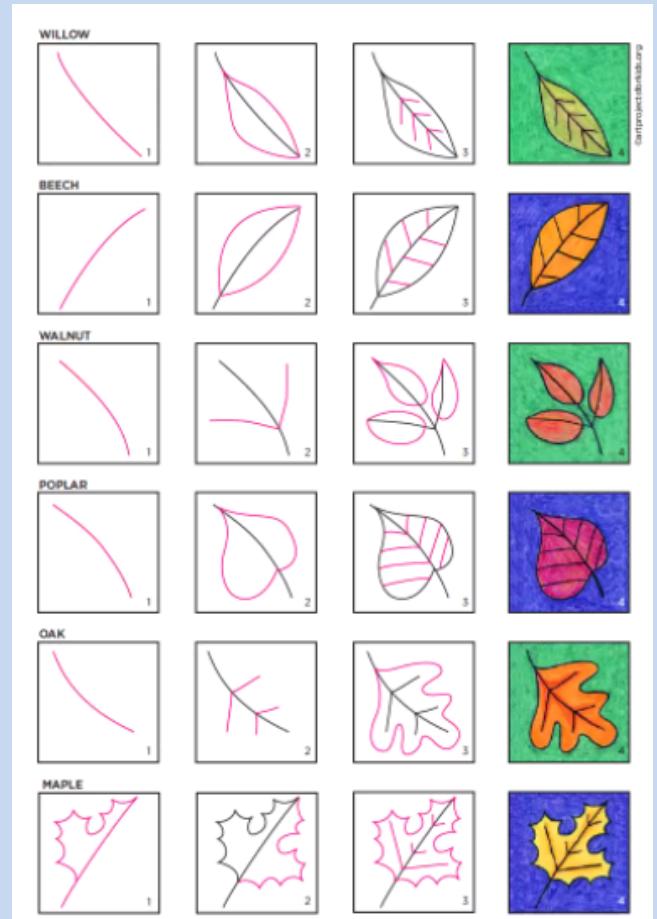 WILLOW
1 2 3 4
©artprojectsforkids.org
BEECH
1 2 3 4
WALNUT
1 2 3 4
POPLAR
1 2 3 4
OAK
1 2 3 4
MAPLE
1 2 3 4